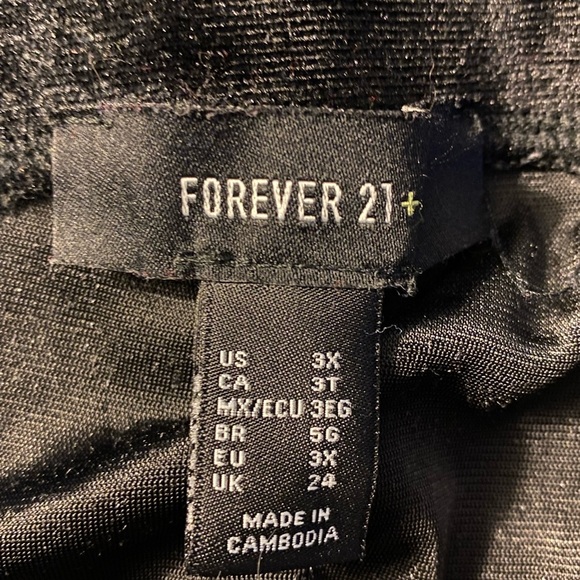 FOREVER 21+
US 3X
CA 3T
MX/ECU 3EG
BR 5G
EU 3X
UK 24
MADE IN
CAMBODIA